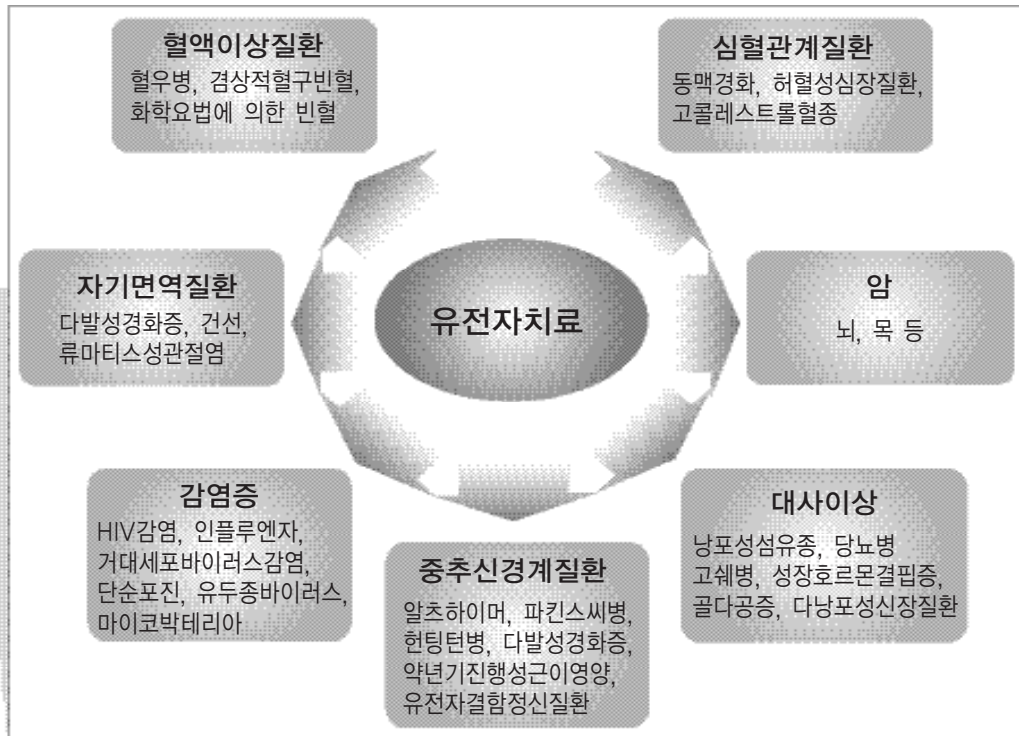 혈액이상질환
혈우병, 겸상적혈구빈혈,
화학요법에 의한 빈혈
심혈관계질환
동맥경화, 허혈성심장질환,
고콜레스트롤혈종
자기면역질환
다발성경화증, 건선,
류마티스성관절염
유전자치료
암
뇌, 목 등
감염증
HIV감염, 인플루엔자,
거대세포바이러스감염,
단순포진, 유두종바이러스,
마이코박테리아
중추신경계질환
알츠하이머, 파킨스씨병,
헌팅턴병, 다발성경화증,
약년기진행성근이영양,
유전자결함정신질환
대사이상
낭포성섬유종, 당뇨병
고쉐병, 성장호르몬결핍증,
골다공증, 다낭포성신장질환